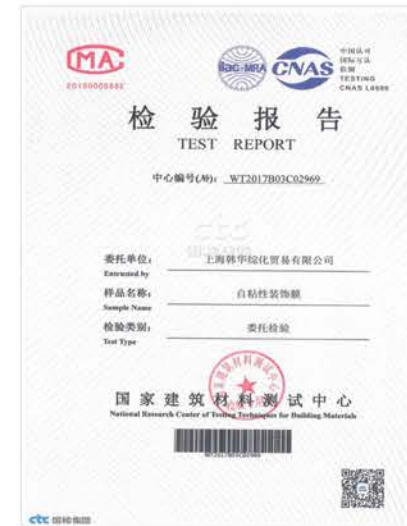 MA
ilac-MRA
CNAS
中国认可
国际互认
检测
TESTING
检验报告
TEST REPORT
中心编号(№): WT2017B03C02969
委托单位: 上海韩华综化贸易有限公司
Entrusted by
样品名称: 自粘性装饰膜
Sample Name
检验类别: 委托检验
Test Type
国家建筑材料测试中心
National Research Center of Testing Techniques for Building Materials
WT2017B03C02969
ctc 国检集团